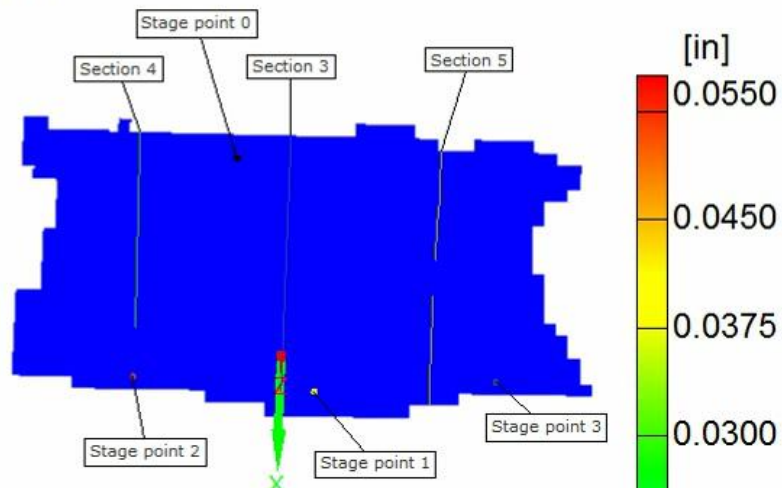 Stage point 0
[in]
Section 4
Section 3
Section 5
0.0550
0.0450
0.0375
0.0300
Stage point 2
Stage point 1
Stage point 3
X